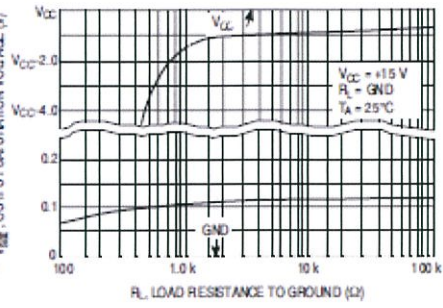 VCC
VCC
VCC-2.0
VCC = +15 V
RL = GND
TA = 25°C
VCC-4.0
0.2
0.1
GND
0
100
1.0 k
10 k
100 k
RL, LOAD RESISTANCE TO GROUND (Ω)